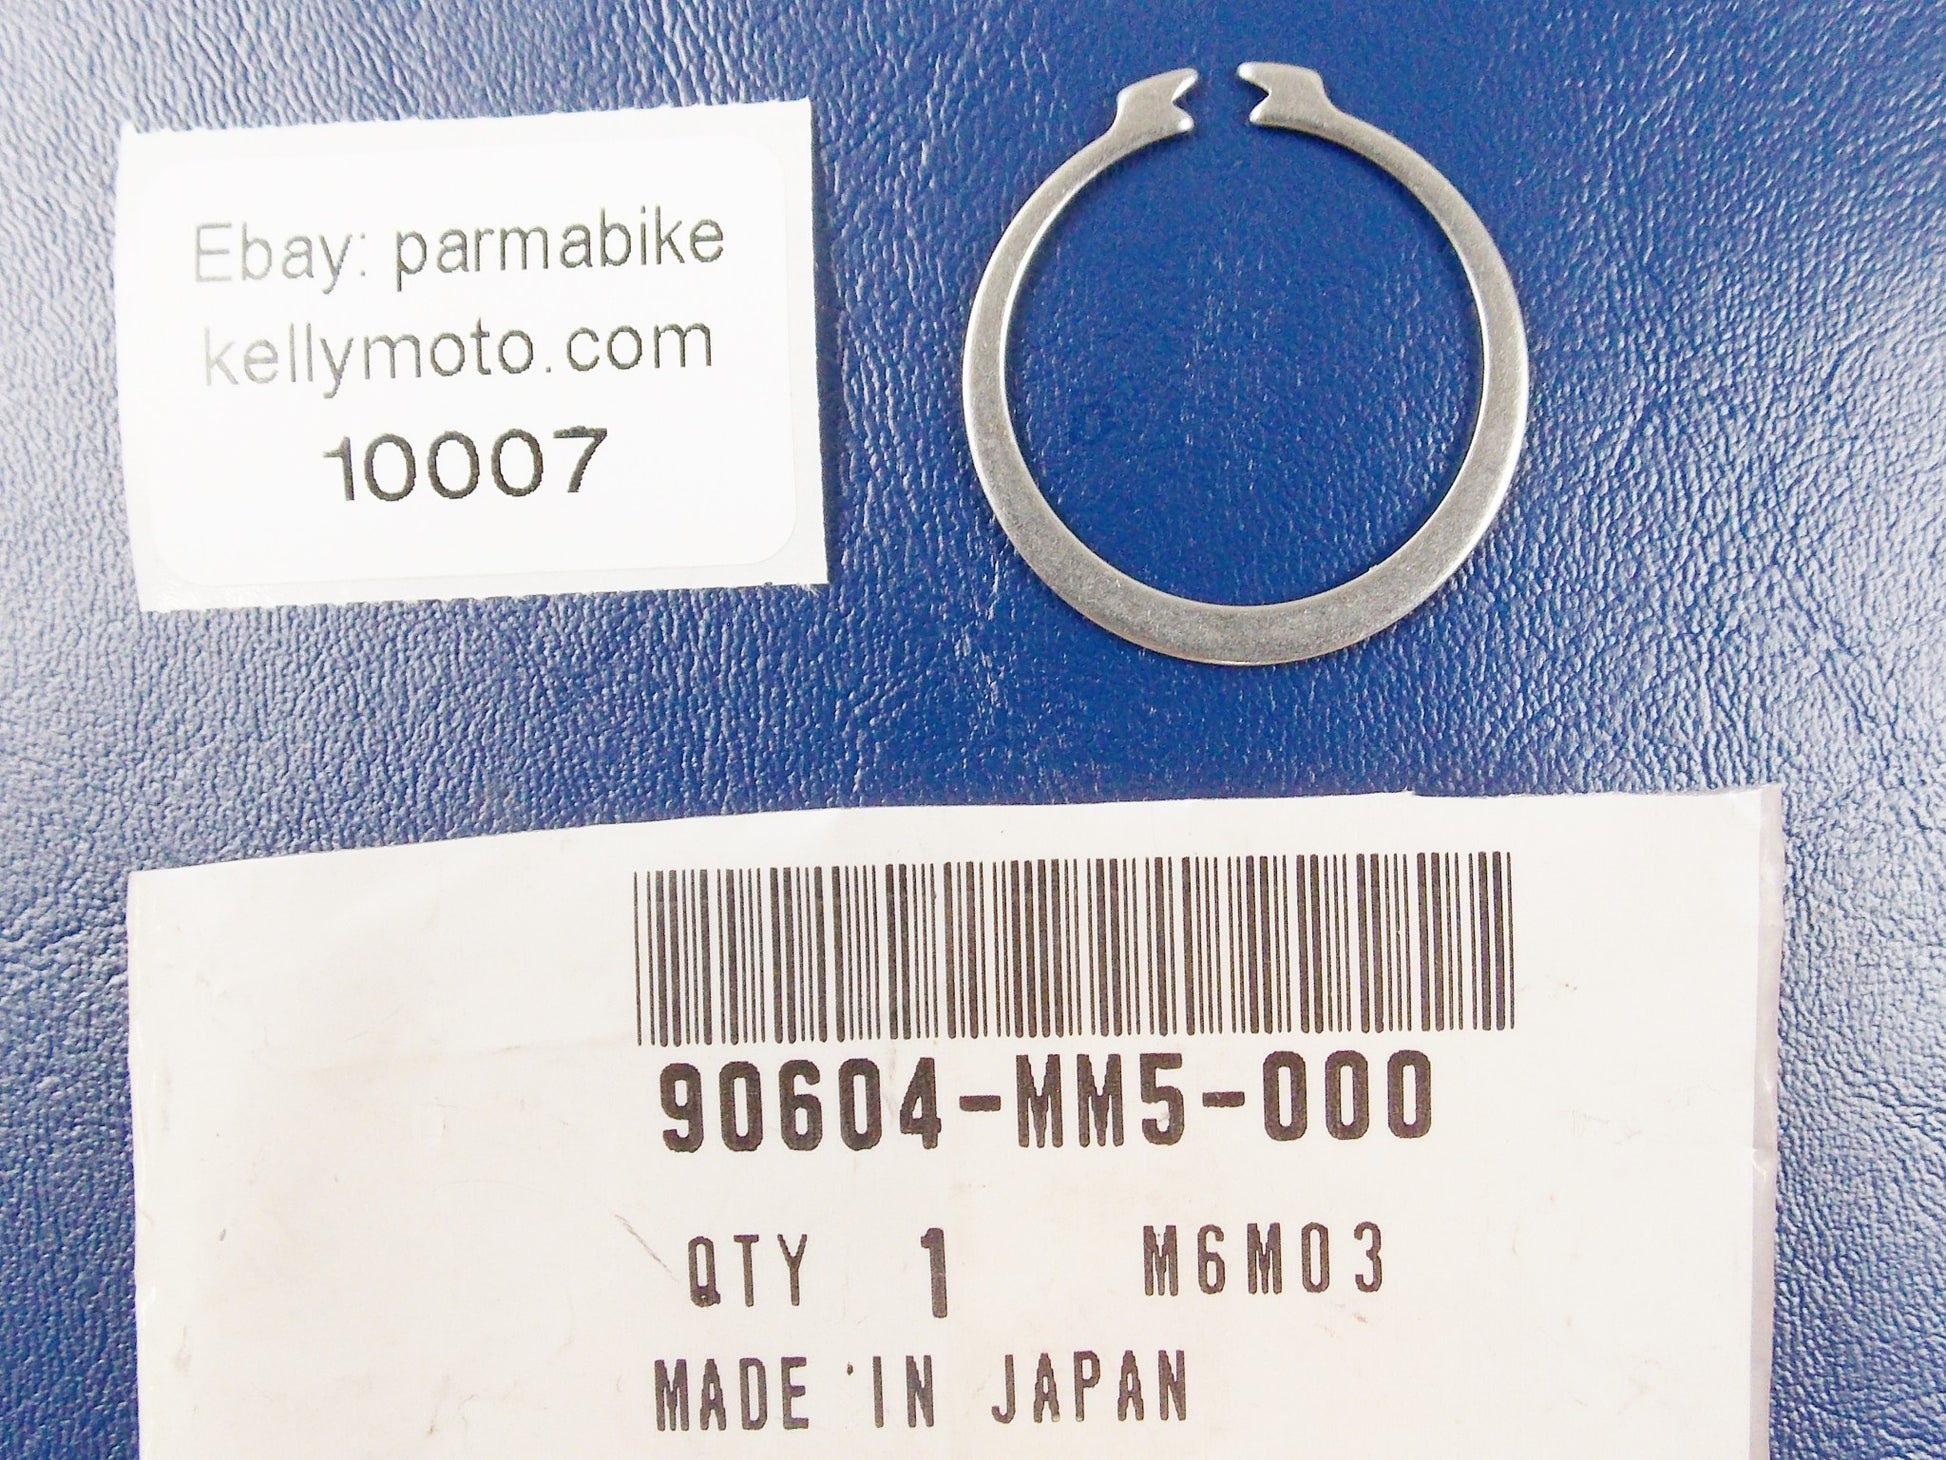 Ebay: parmabike
kellymoto.com
10007
90604-MM5-000
QTY 1 M6M03
MADE IN JAPAN